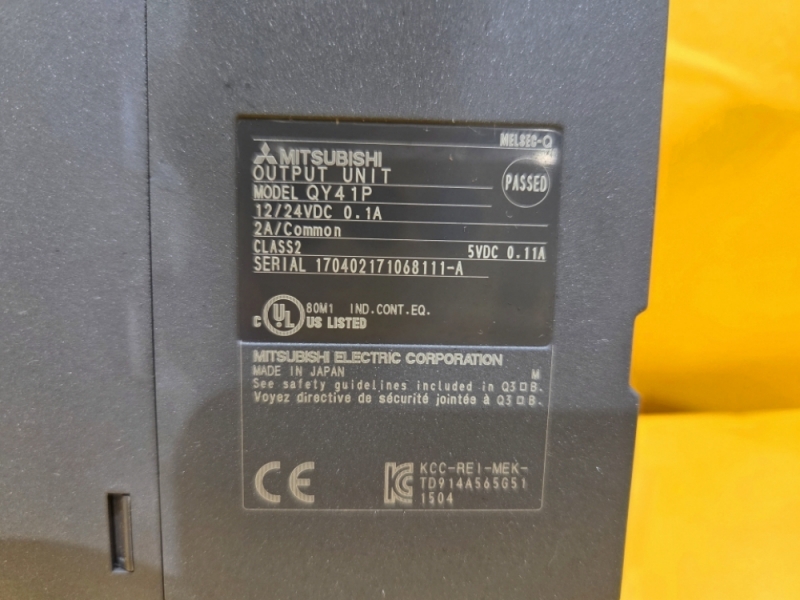 MELSEC-Q
MITSUBISHI
OUTPUT UNIT
MODEL QY41P
PASSED
12/24VDC 0.1A
2A/Common
CLASS2 5VDC 0.11A
SERIAL 170402171068111-A
C UL 80M1 IND.CONT.EQ.
US LISTED
MITSUBISHI ELECTRIC CORPORATION
MADE IN JAPAN M
See safety guidelines included in Q3□B.
Voyez directive de sécurité jointée à Q3□B.
CE
KCC-REI-MEK-
TD914A565G51
1504